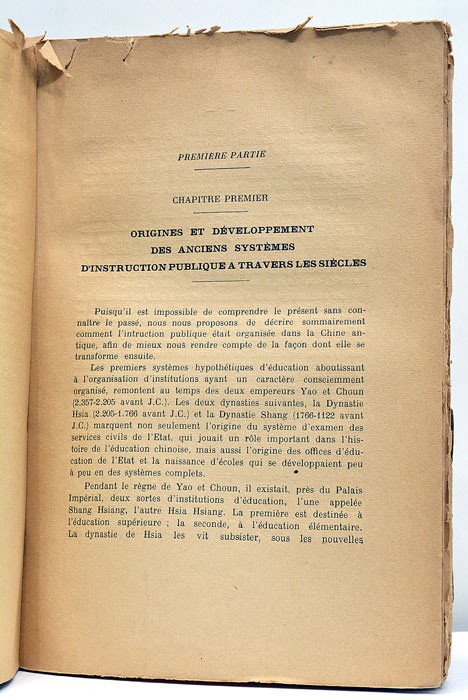 PREMIÈRE PARTIE
CHAPITRE PREMIER
ORIGINES ET DÉVELOPPEMENT
DES ANCIENS SYSTÈMES
D'INSTRUCTION PUBLIQUE A TRAVERS LES SIÈCLES
Puisqu'il est impossible de comprendre le présent sans con-
naître le passé, nous nous proposons de décrire sommairement
comment l'intruction publique était organisée dans la Chine an-
tique, afin de mieux nous rendre compte de la façon dont elle se
transforme ensuite.
Les premiers systèmes hypothétiques d'éducation aboutissant
à l'organisation d'institutions ayant un caractère consciemment
organisé, remontent au temps des deux empereurs Yao et Choun
(2.357-2.205 avant J.C.). Les deux dynasties suivantes, la Dynastie
Hsia (2.205-1.766 avant J.C.) et la Dynastie Shang (1766-1122 avant
J.C.) marquent non seulement l'origine du système d'examen des
services civils de l'Etat, qui jouait un rôle important dans l'his-
toire de l'éducation chinoise, mais aussi l'origine des offices d'édu-
cation de l'Etat et la naissance d'écoles qui se développaient peu
à peu en des systèmes complets.
Pendant le règne de Yao et Choun, il existait, près du Palais
Impérial, deux sortes d'institutions d'éducation, l'une appelée
Shang Hsiang, l'autre Hsia Hsiang. La première est destinée à
l'éducation supérieure ; la seconde, à l'éducation élémentaire.
La dynastie de Hsia les vit subsister, sous les nouvelles